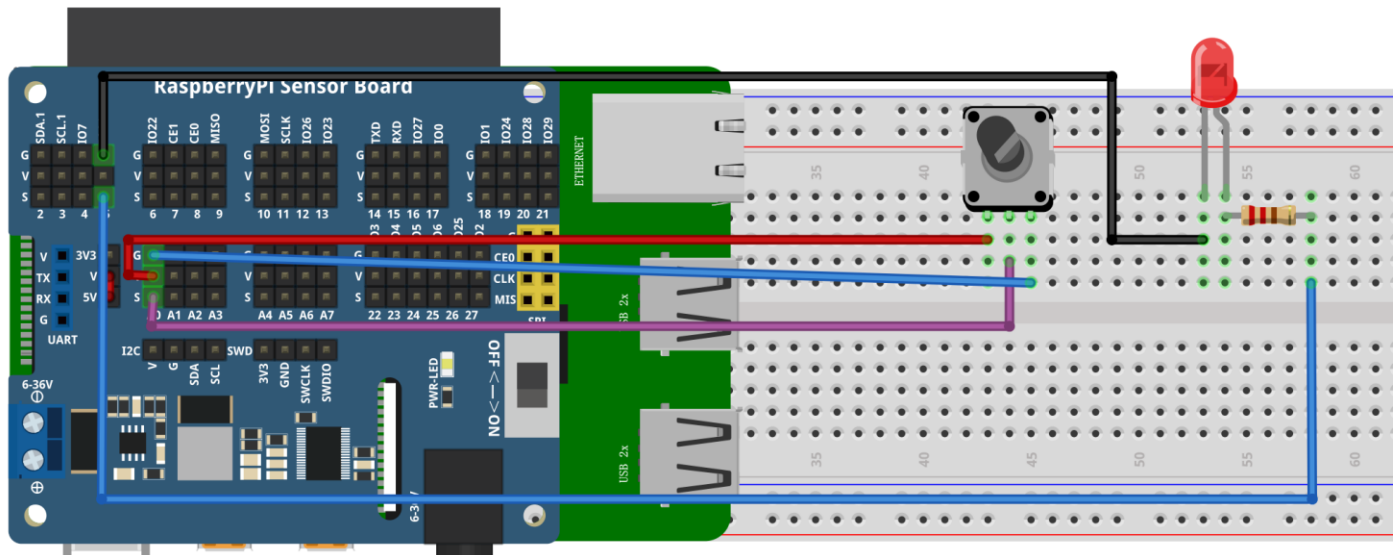 RaspberryPi Sensor Board
SDA.1 SCL.1 IO7 IO22 CE1 CE0 MISO MOSI SCLK IO26 IO23 TXD RXD IO27 IO0 IO1 IO24 IO28 IO29
G G G G G
V V V V V
S S S S S
2 3 4 5 6 7 8 9 10 11 12 13 14 15 16 17 18 19 20 21
ETHERNET
35 40 50 55 60
IO25
V 3V3 G G CE0
TX V V V CLK
RX 5V S S S MIS
G A1 A2 A3 A4 A5 A6 A7 22 23 24 25 26 27
UART
SPI
I2C SWD
V G SDA SCL 3V3 GND SWCLK SWDIO
PWR-LED
OFF <—> ON
6-36V
USB 2x
35 40 45 50 55 60